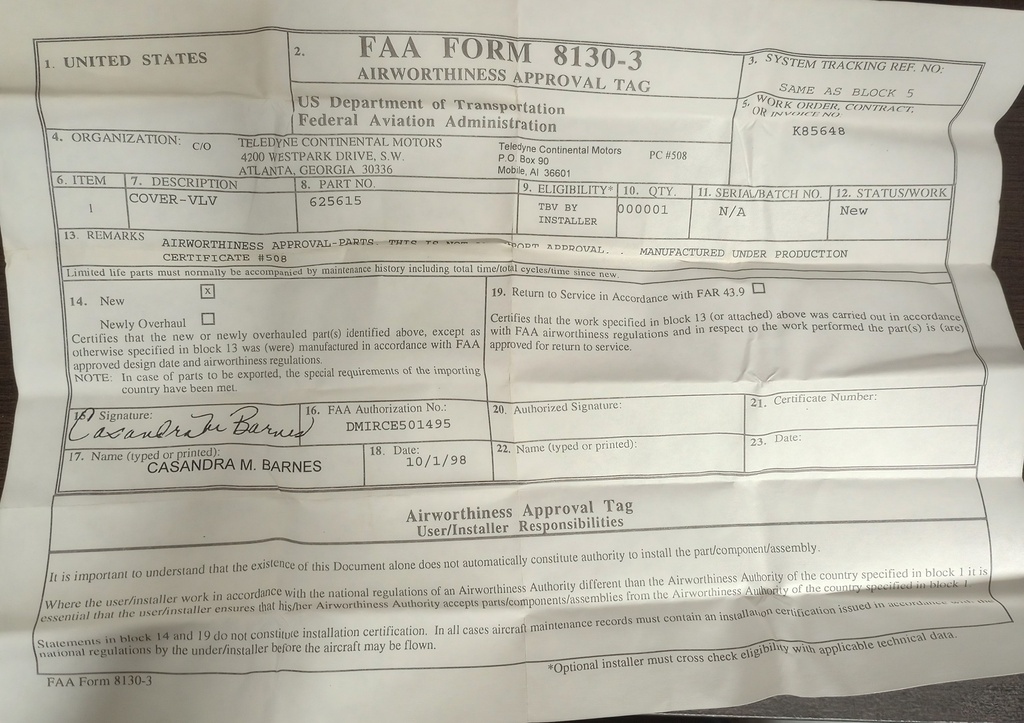 1. UNITED STATES
2. FAA FORM 8130-3
AIRWORTHINESS APPROVAL TAG
US Department of Transportation
Federal Aviation Administration
3. SYSTEM TRACKING REF. NO:
SAME AS BLOCK 5
4. ORGANIZATION: C/O TELEDYNE CONTINENTAL MOTORS
4200 WESTPARK DRIVE, S.W.
ATLANTA, GEORGIA 30336
Teledyne Continental Motors PC #508
P.O. Box 90
Mobile, Al 36601
5. WORK ORDER, CONTRACT,
OR INVOICE NO
K85648
6. ITEM 7. DESCRIPTION 8. PART NO. 9. ELIGIBILITY* 10. QTY. 11. SERIAL/BATCH NO. 12. STATUS/WORK
1 COVER-VLV 625615 TBV BY INSTALLER 000001 N/A New
13. REMARKS AIRWORTHINESS APPROVAL-PARTS. THIS IS NOT APPROVAL. MANUFACTURED UNDER PRODUCTION
CERTIFICATE #508
Limited life parts must normally be accompanied by maintenance history including total time/total cycles/time since new.
14. New X
Newly Overhaul
Certifies that the new or newly overhauled part(s) identified above, except as
otherwise specified in block 13 was (were) manufactured in accordance with FAA
approved design date and airworthiness regulations.
NOTE: In case of parts to be exported, the special requirements of the importing
country have been met.
19. Return to Service in Accordance with FAR 43.9
Certifies that the work specified in block 13 (or attached) above was carried out in accordance
with FAA airworthiness regulations and in respect to the work performed the part(s) is (are)
approved for return to service.
15. Signature:
Casandra M Barnes
16. FAA Authorization No.:
DMIRCE501495
17. Name (typed or printed):
CASANDRA M. BARNES
18. Date:
10/1/98
20. Authorized Signature:
21. Certificate Number:
22. Name (typed or printed):
23. Date:
Airworthiness Approval Tag
User/Installer Responsibilities
It is important to understand that the existence of this Document alone does not automatically constitute authority to install the part/component/assembly.
Where the user/installer work in accordance with the national regulations of an Airworthiness Authority different than the Airworthiness Authority of the country specified in block 1 it is
essential that the user/installer ensures that his/her Airworthiness Authority accepts parts/components/assemblies from the Airworthiness Authority of the country specified in block 1.
Statements in block 14 and 19 do not constitute installation certification. In all cases aircraft maintenance records must contain an installation certification issued in accordance with the
national regulations by the under/installer before the aircraft may be flown.
*Optional installer must cross check eligibility with applicable technical data.
FAA Form 8130-3